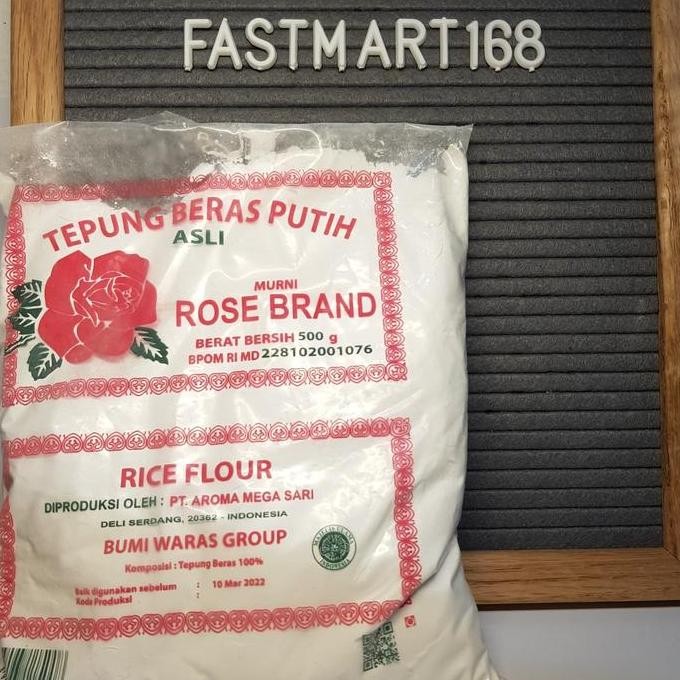 FASTMART168
TEPUNG BERAS PUTIH
ASLI
MURNI
ROSE BRAND
BERAT BERSIH 500 g
BPOM RI MD 228102001076
RICE FLOUR
DIPRODUKSI OLEH : PT. AROMA MEGA SARI
DELI SERDANG, 20362 - INDONESIA
BUMI WARAS GROUP
Komposisi : Tepung Beras 100%
Baik digunakan sebelum : 10 Mar 2022
Kode Produksi :